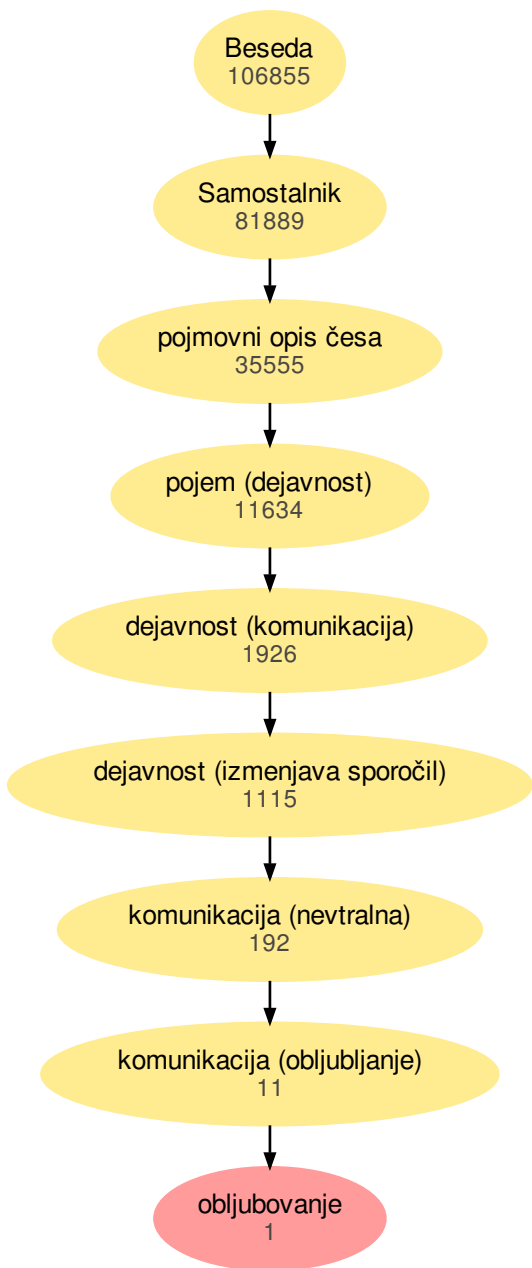 Beseda
106855
Samostalnik
81889
pojmovni opis česa
35555
pojem (dejavnost)
11634
dejavnost (komunikacija)
1926
dejavnost (izmenjava sporočil)
1115
komunikacija (nevtralna)
192
komunikacija (obljubljanje)
11
obljubovanje
1